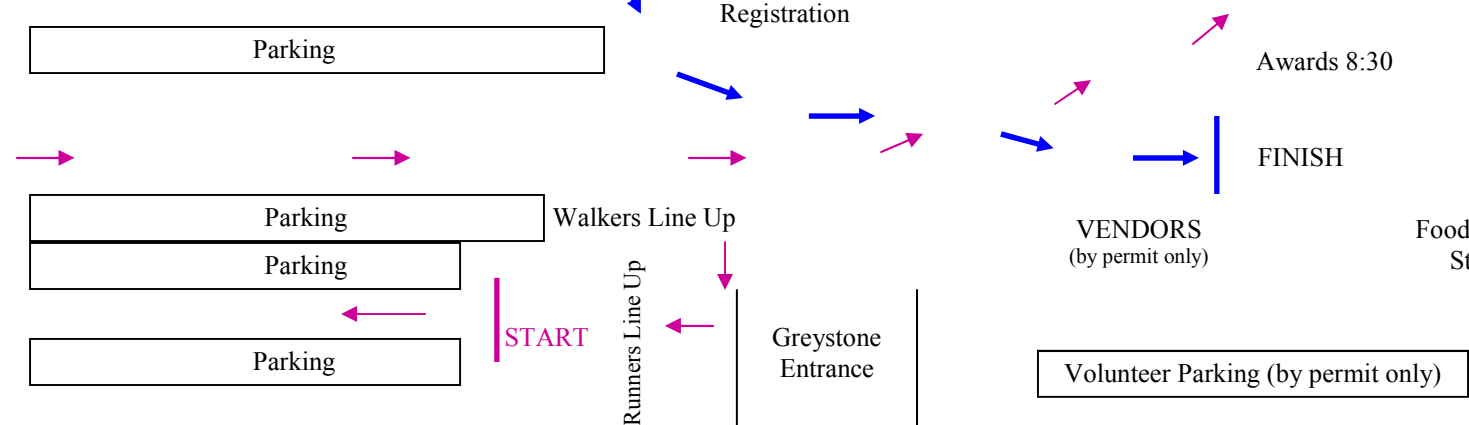 Registration
Parking
Awards 8:30
FINISH
Parking
Walkers Line Up
VENDORS
(by permit only)
Food
St
Parking
Runners Line Up
START
Greystone
Entrance
Parking
Volunteer Parking (by permit only)